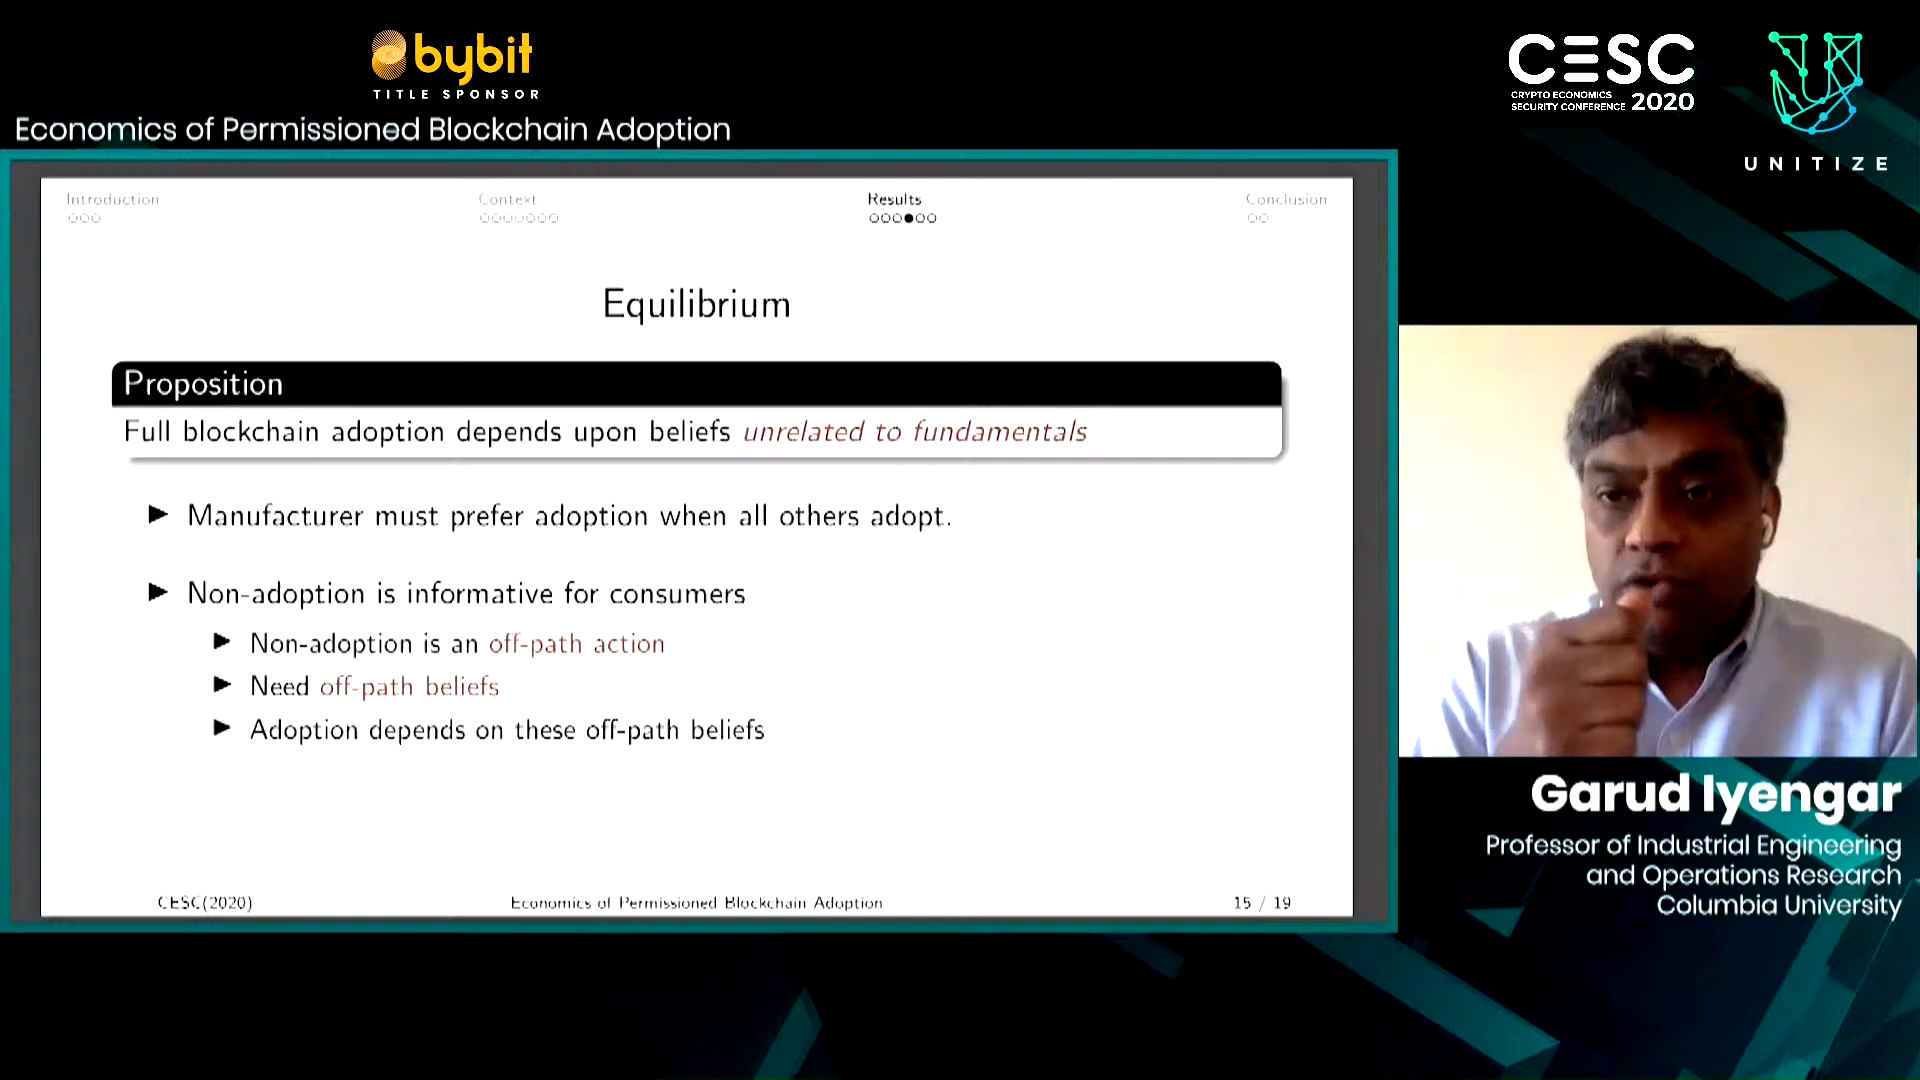 bybit
TITLE SPONSOR
Economics of Permissioned Blockchain Adoption
CESC
CRYPTO ECONOMICS
SECURITY CONFERENCE 2020
UNITIZE
Introduction Context Results Conclusion
Equilibrium
Proposition
Full blockchain adoption depends upon beliefs unrelated to fundamentals
Manufacturer must prefer adoption when all others adopt.
Non-adoption is informative for consumers
Non-adoption is an off-path action
Need off-path beliefs
Adoption depends on these off-path beliefs
CESC(2020) Economics of Permissioned Blockchain Adoption 15 / 19
Garud Iyengar
Professor of Industrial Engineering
and Operations Research
Columbia University